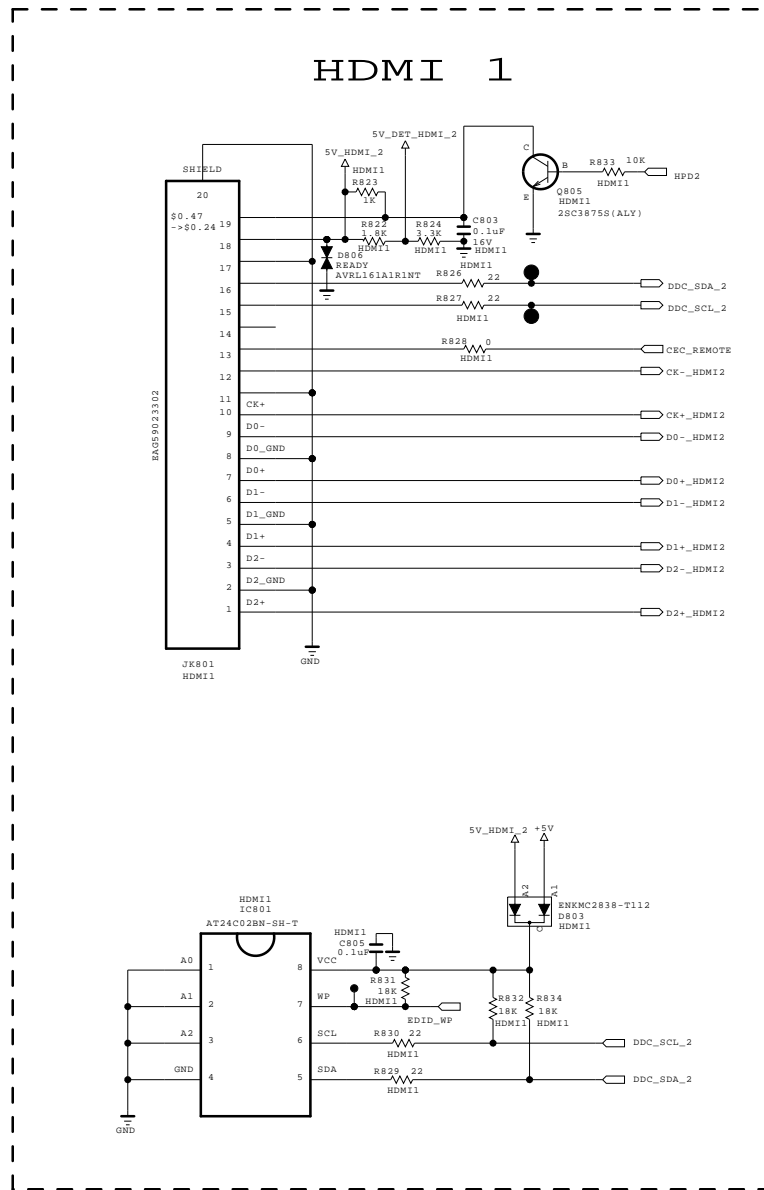 HDMI 1
5V_DET_HDMI_2
5V_HDMI_2
SHIELD
HDMI1
R823
1K
C
B
E
R833
10K
HDMI1
HPD2
Q805
HDMI1
2SC3875S(ALY)
20
$0.47
->$0.24
19
R822
1.8K
HDMI1
R824
3.3K
HDMI1
C803
0.1uF
16V
HDMI1
18
D806
READY
AVRL161A1R1NT
17
HDMI1
R826
22
16
DDC_SDA_2
R827
22
HDMI1
15
DDC_SCL_2
14
R828
0
HDMI1
13
CEC_REMOTE
12
CK-_HDMI2
11
CK+
10
CK+_HDMI2
D0-
9
D0-_HDMI2
D0_GND
8
D0+
7
D0+_HDMI2
D1-
6
D1-_HDMI2
D1_GND
5
D1+
4
D1+_HDMI2
D2-
3
D2-_HDMI2
D2_GND
2
D2+
1
D2+_HDMI2
EAG59023302
JK801
HDMI1
GND
5V_HDMI_2
+5V
A2
A1
C
ENKMC2838-T112
D803
HDMI1
HDMI1
IC801
AT24C02BN-SH-T
HDMI1
C805
0.1uF
A0
1
8
VCC
R831
18K
HDMI1
A1
2
7
WP
EDID_WP
R832
18K
HDMI1
R834
18K
HDMI1
A2
3
6
SCL
R830
22
HDMI1
DDC_SCL_2
GND
4
5
SDA
R829
22
HDMI1
DDC_SDA_2
GND